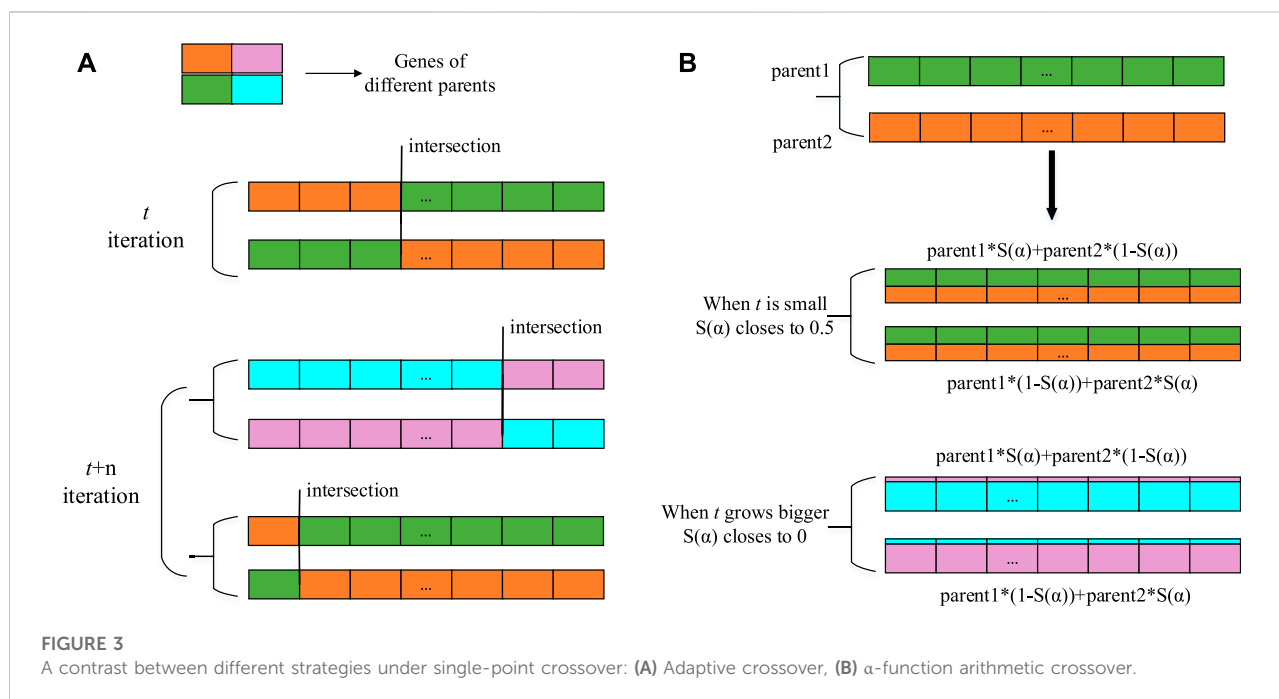 A
Genes of
different parents
intersection
...
t
iteration
...
intersection
...
t+n
iteration
...
intersection
...
...
B
parent1
...
parent2
...
parent1*S(α)+parent2*(1-S(α))
When t is small
S(α) closes to 0.5
...
...
parent1*(1-S(α))+parent2*S(α)
parent1*S(α)+parent2*(1-S(α))
When t grows bigger
S(α) closes to 0
...
...
parent1*(1-S(α))+parent2*S(α)
FIGURE 3
A contrast between different strategies under single-point crossover: (A) Adaptive crossover, (B) α-function arithmetic crossover.